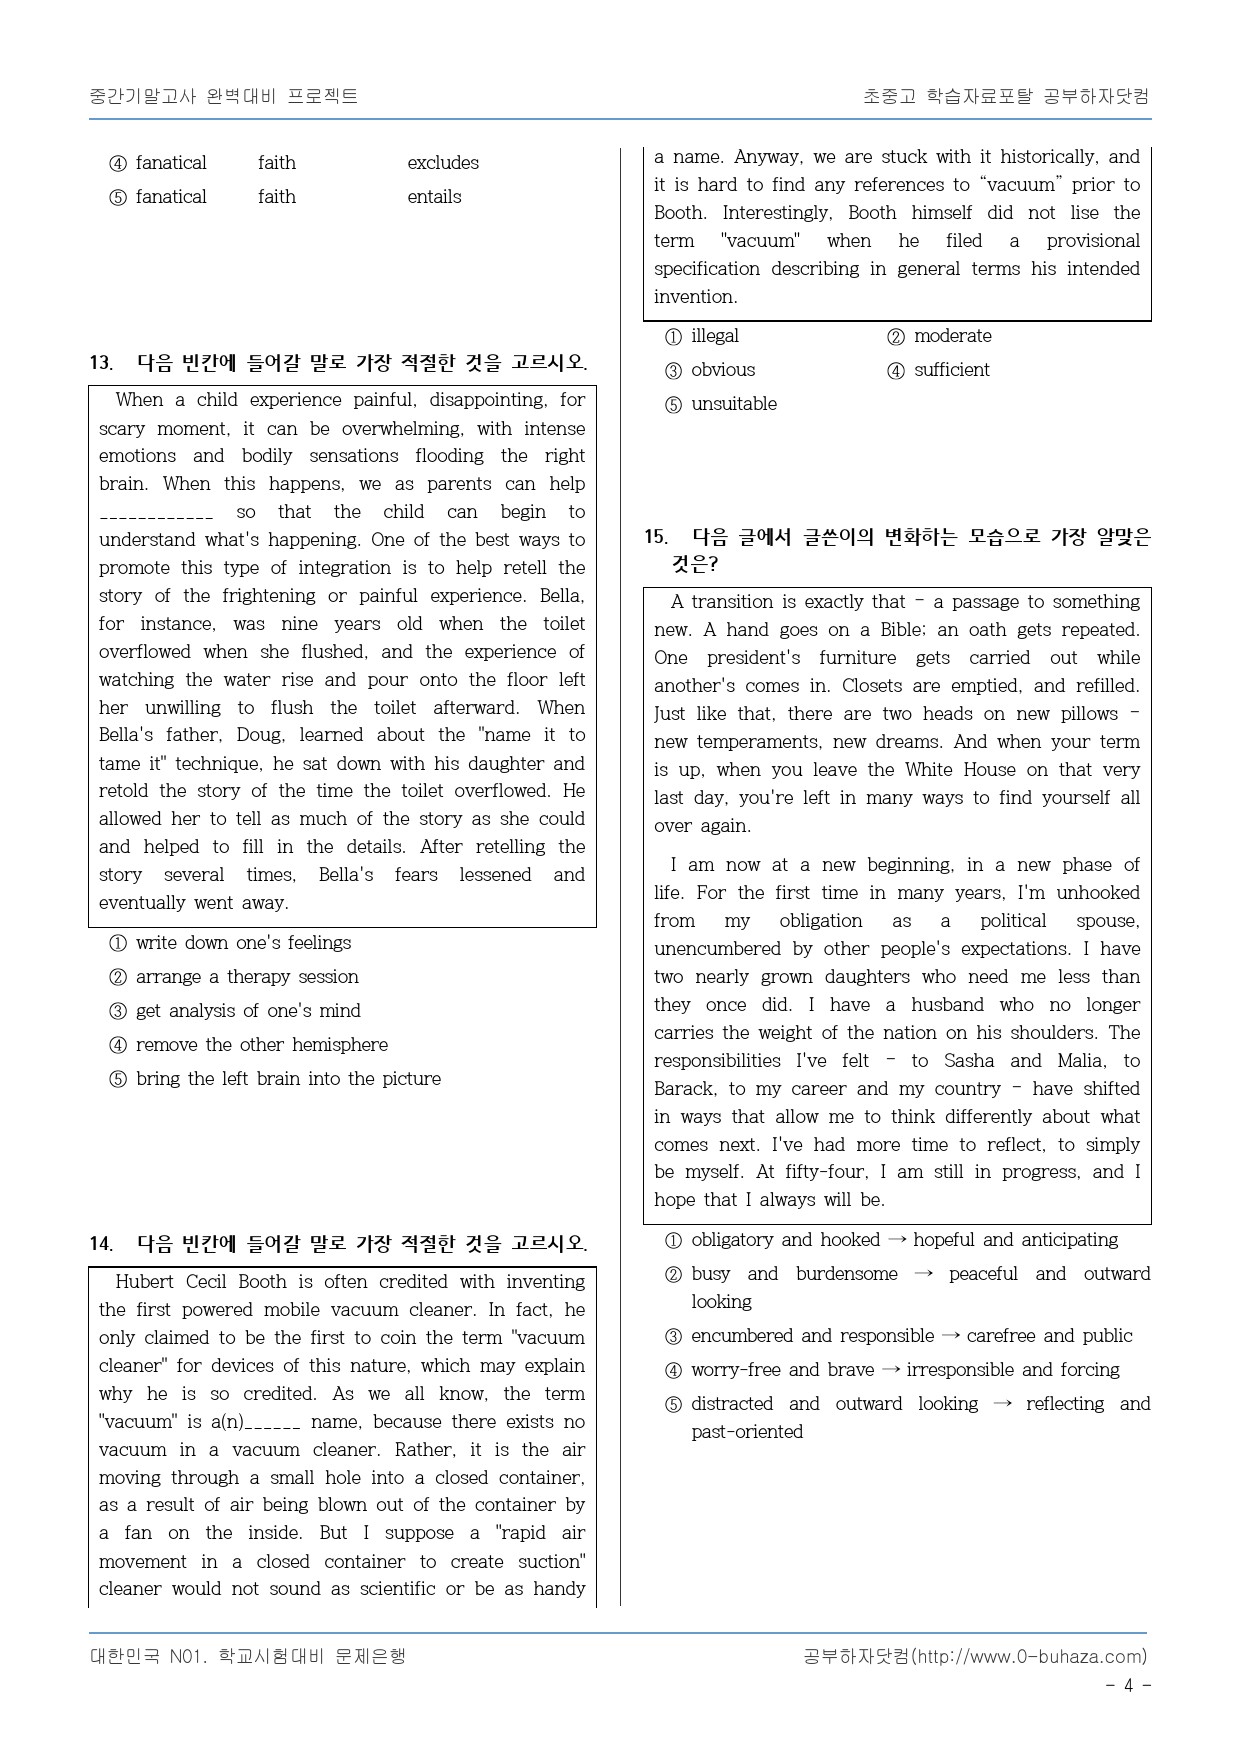 중간기말고사 완벽대비 프로젝트
초중고 학습자료포탈 공부하자닷컴
④ fanatical faith excludes
⑤ fanatical faith entails
13. 다음 빈칸에 들어갈 말로 가장 적절한 것을 고르시오.
When a child experience painful, disappointing, for
scary moment, it can be overwhelming, with intense
emotions and bodily sensations flooding the right
brain. When this happens, we as parents can help
____________ so that the child can begin to
understand what's happening. One of the best ways to
promote this type of integration is to help retell the
story of the frightening or painful experience. Bella,
for instance, was nine years old when the toilet
overflowed when she flushed, and the experience of
watching the water rise and pour onto the floor left
her unwilling to flush the toilet afterward. When
Bella's father, Doug, learned about the "name it to
tame it" technique, he sat down with his daughter and
retold the story of the time the toilet overflowed. He
allowed her to tell as much of the story as she could
and helped to fill in the details. After retelling the
story several times, Bella's fears lessened and
eventually went away.
① write down one's feelings
② arrange a therapy session
③ get analysis of one's mind
④ remove the other hemisphere
⑤ bring the left brain into the picture
14. 다음 빈칸에 들어갈 말로 가장 적절한 것을 고르시오.
Hubert Cecil Booth is often credited with inventing
the first powered mobile vacuum cleaner. In fact, he
only claimed to be the first to coin the term "vacuum
cleaner" for devices of this nature, which may explain
why he is so credited. As we all know, the term
"vacuum" is a(n)______ name, because there exists no
vacuum in a vacuum cleaner. Rather, it is the air
moving through a small hole into a closed container,
as a result of air being blown out of the container by
a fan on the inside. But I suppose a "rapid air
movement in a closed container to create suction"
cleaner would not sound as scientific or be as handy
a name. Anyway, we are stuck with it historically, and
it is hard to find any references to “vacuum” prior to
Booth. Interestingly, Booth himself did not lise the
term "vacuum" when he filed a provisional
specification describing in general terms his intended
invention.
① illegal ② moderate
③ obvious ④ sufficient
⑤ unsuitable
15. 다음 글에서 글쓴이의 변화하는 모습으로 가장 알맞은
것은?
A transition is exactly that - a passage to something
new. A hand goes on a Bible; an oath gets repeated.
One president's furniture gets carried out while
another's comes in. Closets are emptied, and refilled.
Just like that, there are two heads on new pillows -
new temperaments, new dreams. And when your term
is up, when you leave the White House on that very
last day, you're left in many ways to find yourself all
over again.
I am now at a new beginning, in a new phase of
life. For the first time in many years, I'm unhooked
from my obligation as a political spouse,
unencumbered by other people's expectations. I have
two nearly grown daughters who need me less than
they once did. I have a husband who no longer
carries the weight of the nation on his shoulders. The
responsibilities I've felt - to Sasha and Malia, to
Barack, to my career and my country - have shifted
in ways that allow me to think differently about what
comes next. I've had more time to reflect, to simply
be myself. At fifty-four, I am still in progress, and I
hope that I always will be.
① obligatory and hooked → hopeful and anticipating
② busy and burdensome → peaceful and outward
looking
③ encumbered and responsible → carefree and public
④ worry-free and brave → irresponsible and forcing
⑤ distracted and outward looking → reflecting and
past-oriented
대한민국 N01. 학교시험대비 문제은행
공부하자닷컴(http://www.0-buhaza.com)
- 4 -